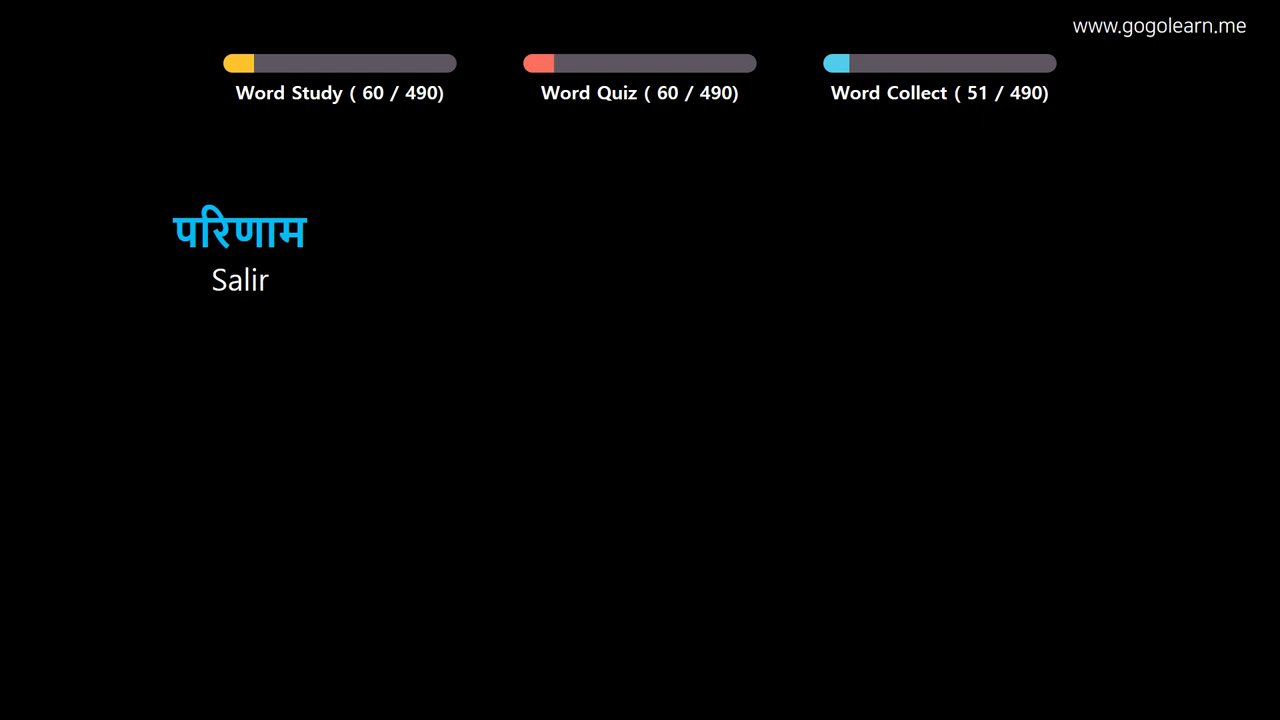 www.gogolearn.me
Word Study ( 60 / 490)
Word Quiz ( 60 / 490)
Word Collect ( 51 / 490)
परिणाम
Salir